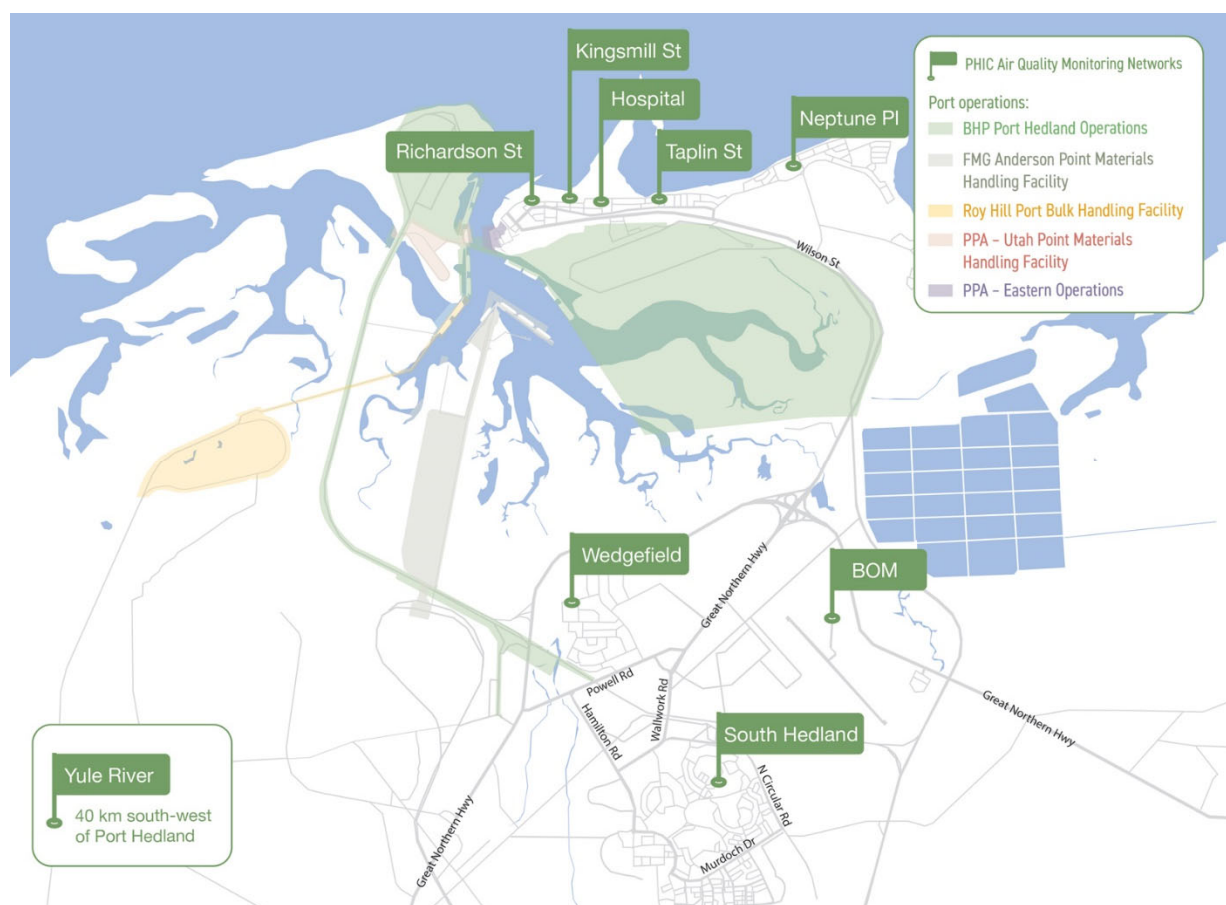 Kingsmill St
Hospital
Richardson St
Taplin St
Neptune Pl
PHIC Air Quality Monitoring Networks
Port operations:
BHP Port Hedland Operations
FMG Anderson Point Materials
Handling Facility
Roy Hill Port Bulk Handling Facility
PPA – Utah Point Materials
Handling Facility
PPA – Eastern Operations
Wilson St
Wedgefield
BOM
Great Northern Hwy
Powell Rd
Wallwork Rd
Hamilton Rd
Great Northern Hwy
South Hedland
N Circular Rd
Murdoch Dr
Great Northern Hwy
Yule River
40 km south-west
of Port Hedland